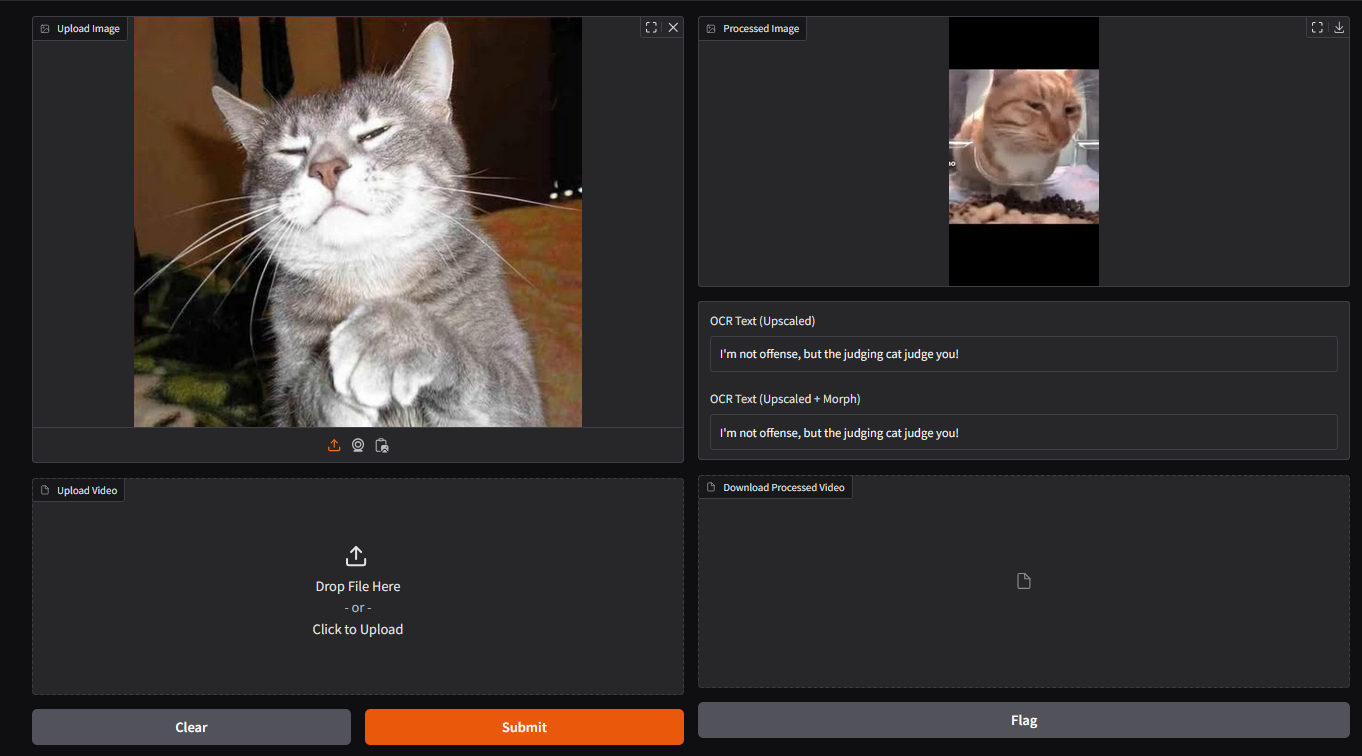 Upload Image
Processed Image
OCR Text (Upscaled)
I'm not offense, but the judging cat judge you!
OCR Text (Upscaled + Morph)
I'm not offense, but the judging cat judge you!
Upload Video
Drop File Here
- or -
Click to Upload
Download Processed Video
Clear
Submit
Flag